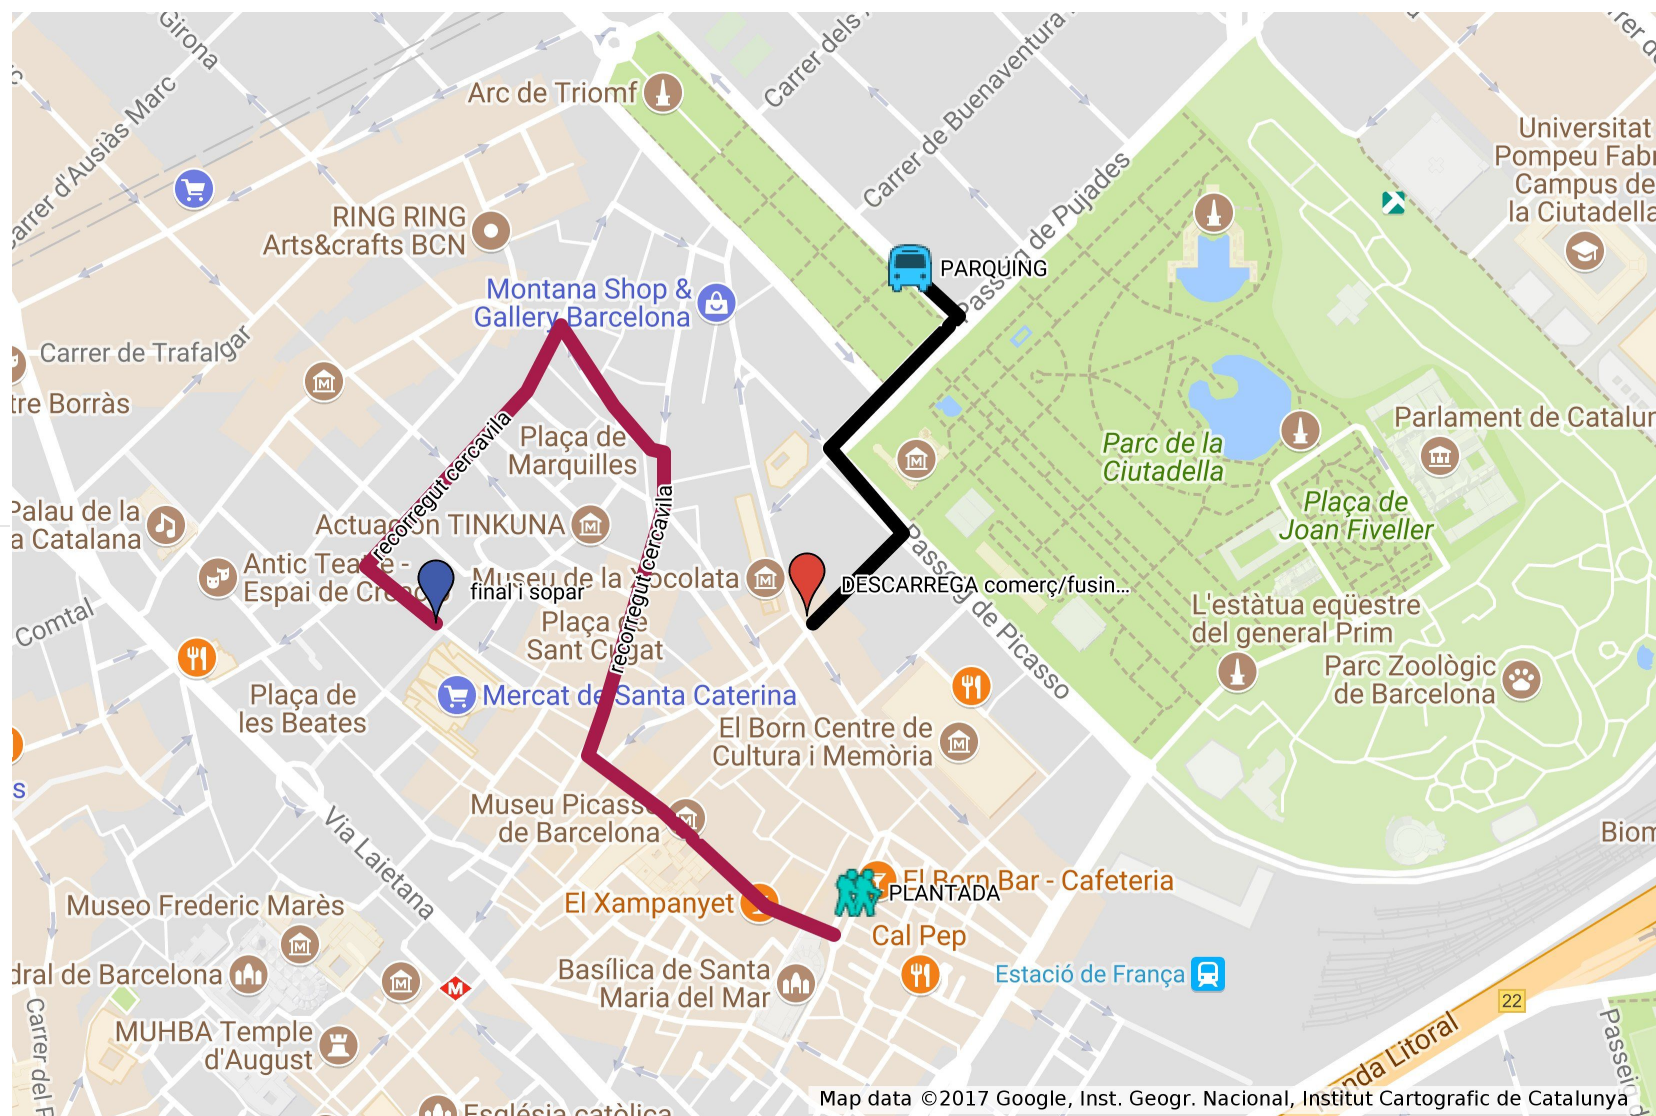 Girona
Carrer dels
Carrer de Buenaventura
Carrer d'Ausiàs Marc
Arc de Triomf
Universitat
Pompeu Fabr
Campus de
la Ciutadella
Passeig de Pujades
RING RING
Arts&crafts BCN
PARQUING
Montana Shop &
Gallery Barcelona
Carrer de Trafalgar
tre Borràs
Plaça de
Marquilles
Parc de la
Ciutadella
Parlament de Catalun
recorregut cercavila
Palau de la
a Catalana
Actuación TINKUNA
Plaça de
Joan Fiveller
Antic Teatre -
Espai de Creació
final i sopar
Museu de la Xocolata
DESCARREGA comerç/fusin...
recorregut cercavila
Passeig de Picasso
L'estàtua eqüestre
del general Prim
Comtal
Plaça de
Sant Cugat
Parc Zoològic
de Barcelona
Plaça de
les Beates
Mercat de Santa Caterina
El Born Centre de
Cultura i Memòria
s
Museu Picasso
de Barcelona
Via Laietana
Biom
El Born Bar - Cafeteria
PLANTADA
Museo Frederic Marès
El Xampanyet
Cal Pep
dral de Barcelona
Basílica de Santa
Maria del Mar
Estació de França
M
22
MUHBA Temple
d'August
Carrer del
onda Litoral
Passeig d
Església catòlica
Map data ©2017 Google, Inst. Geogr. Nacional, Institut Cartografic de Catalunya